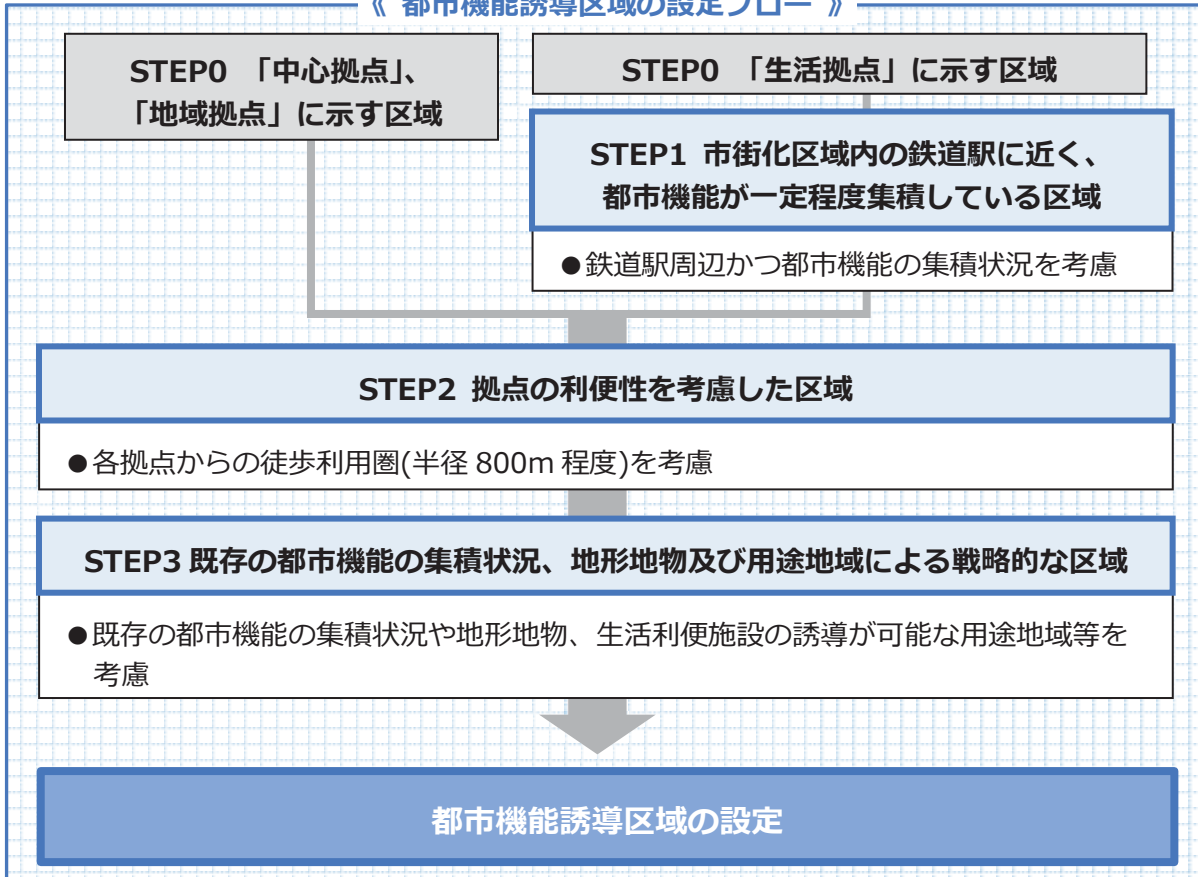 《 都市機能誘導区域の設定フロー 》
STEP0 「中心拠点」、
「地域拠点」に示す区域
STEP0 「生活拠点」に示す区域
STEP1 市街化区域内の鉄道駅に近く、
都市機能が一定程度集積している区域
●鉄道駅周辺かつ都市機能の集積状況を考慮
STEP2 拠点の利便性を考慮した区域
●各拠点からの徒歩利用圏(半径 800m 程度)を考慮
STEP3 既存の都市機能の集積状況、地形地物及び用途地域による戦略的な区域
●既存の都市機能の集積状況や地形地物、生活利便施設の誘導が可能な用途地域等を
考慮
都市機能誘導区域の設定